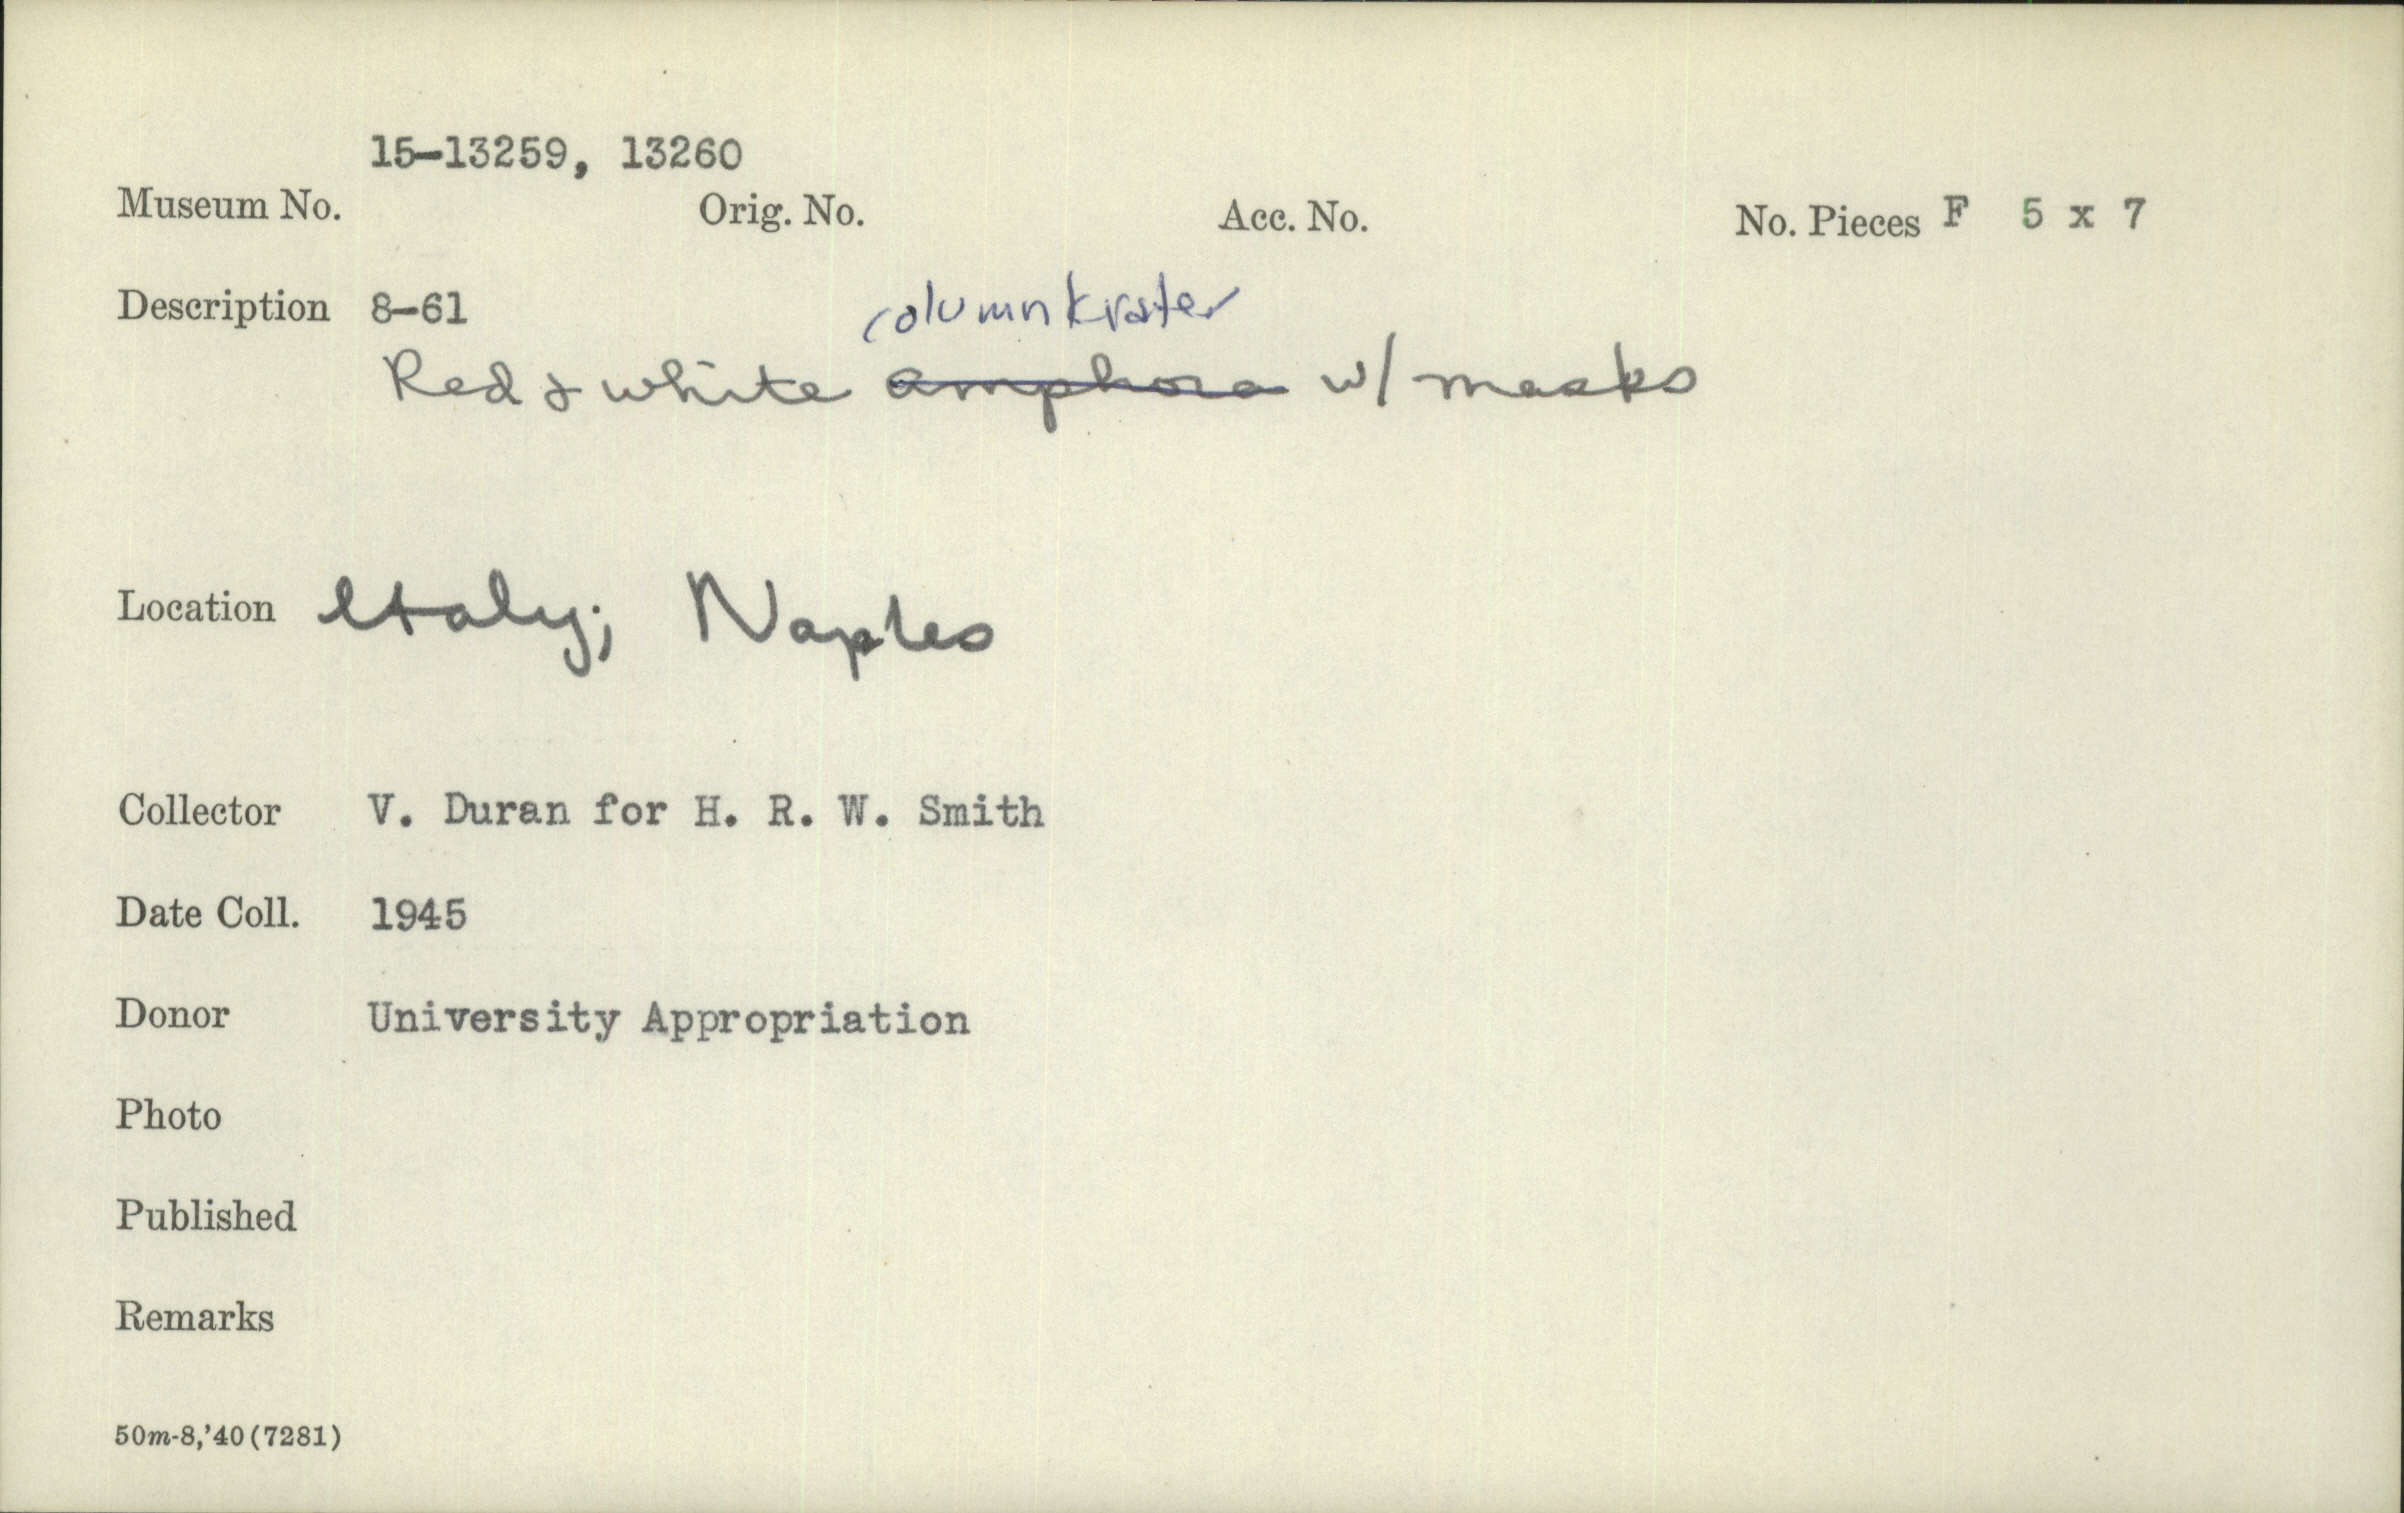 15-13259, 13260
Museum No. Orig. No. Acc. No. No. Pieces F 5 x 7
Description 8-61
column krater
Red & white amphora w/ masks
Location Italy; Naples
Collector V. Duran for H. R. W. Smith
Date Coll. 1945
Donor University Appropriation
Photo
Published
Remarks
50m-8,'40(7281)